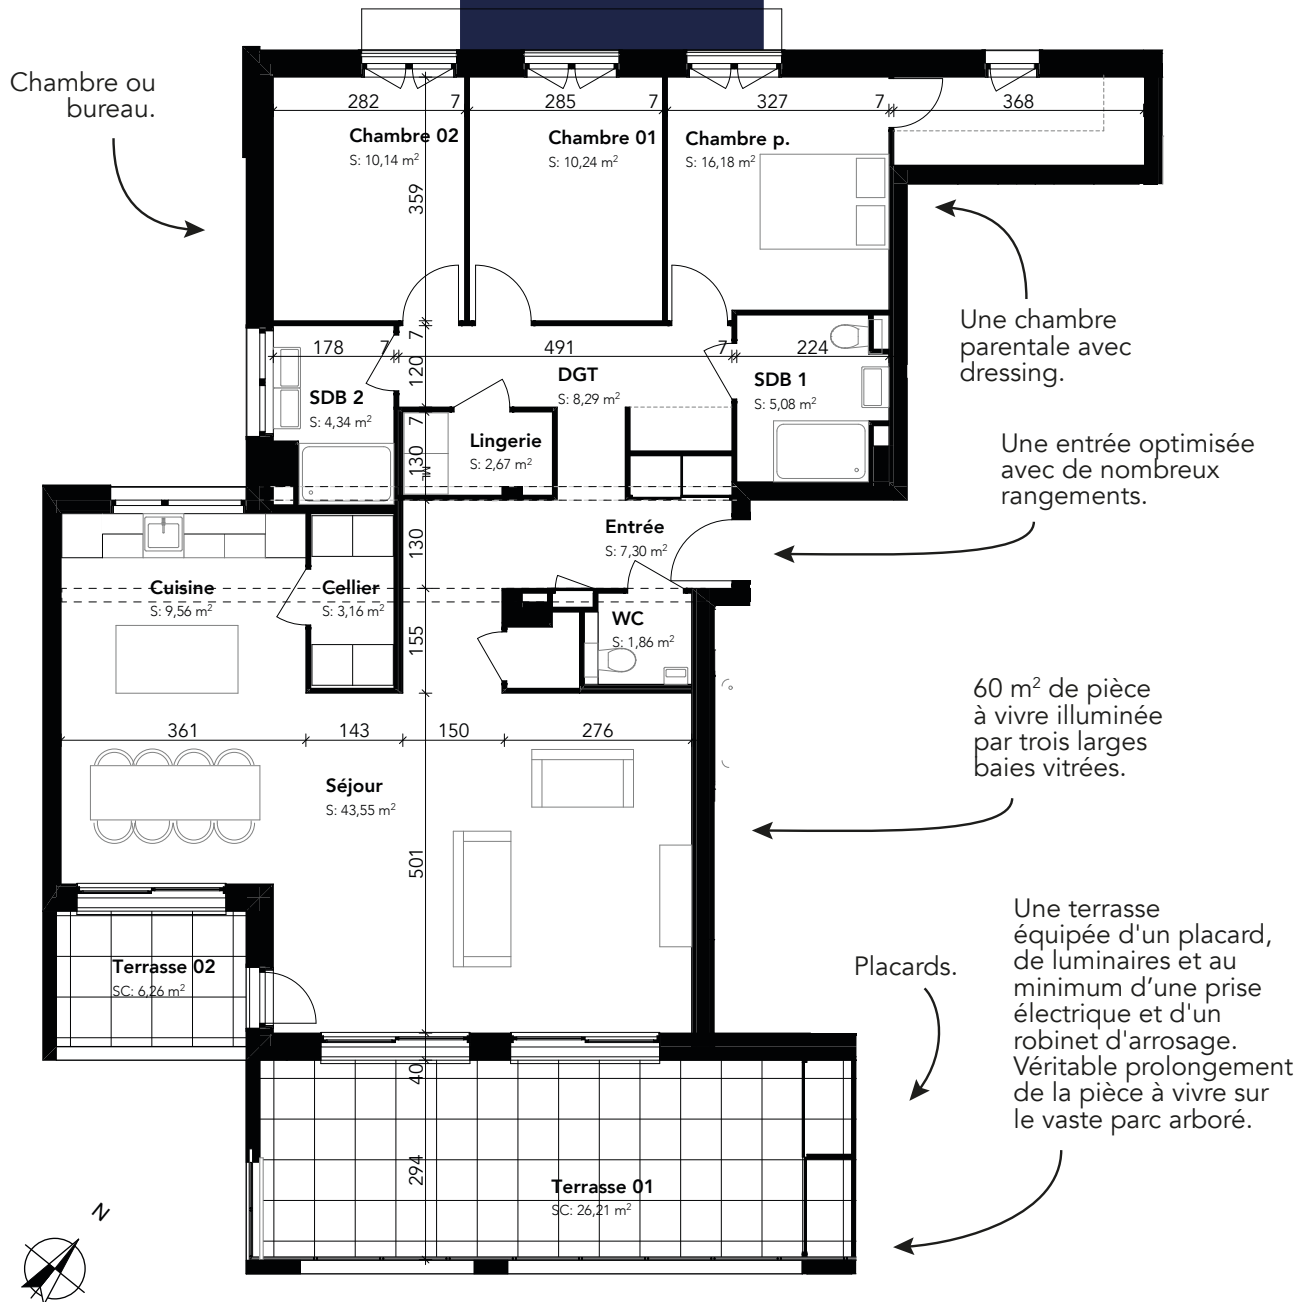 Chambre ou
bureau.
282
7
285
7
327
7
368
Chambre 02
S: 10,14 m²
Chambre 01
S: 10,24 m²
Chambre p.
S: 16,18 m²
359
Une chambre
parentale avec
dressing.
178
7
7
120
491
7
224
DGT
S: 8,29 m²
SDB 1
S: 5,08 m²
SDB 2
S: 4,34 m²
7
130
Lingerie
S: 2,67 m²
ML
Une entrée optimisée
avec de nombreux
rangements.
Entrée
S: 7,30 m²
130
Cuisine
S: 9,56 m²
Cellier
S: 3,16 m²
155
WC
S: 1,86 m²
60 m² de pièce
à vivre illuminée
par trois larges
baies vitrées.
361
143
150
276
Séjour
S: 43,55 m²
501
Terrasse 02
SC: 6,26 m²
Placards.
Une terrasse
équipée d'un placard,
de luminaires et au
minimum d’une prise
électrique et d'un
robinet d'arrosage.
Véritable prolongement
de la pièce à vivre sur
le vaste parc arboré.
40
294
Terrasse 01
SC: 26,21 m²
N